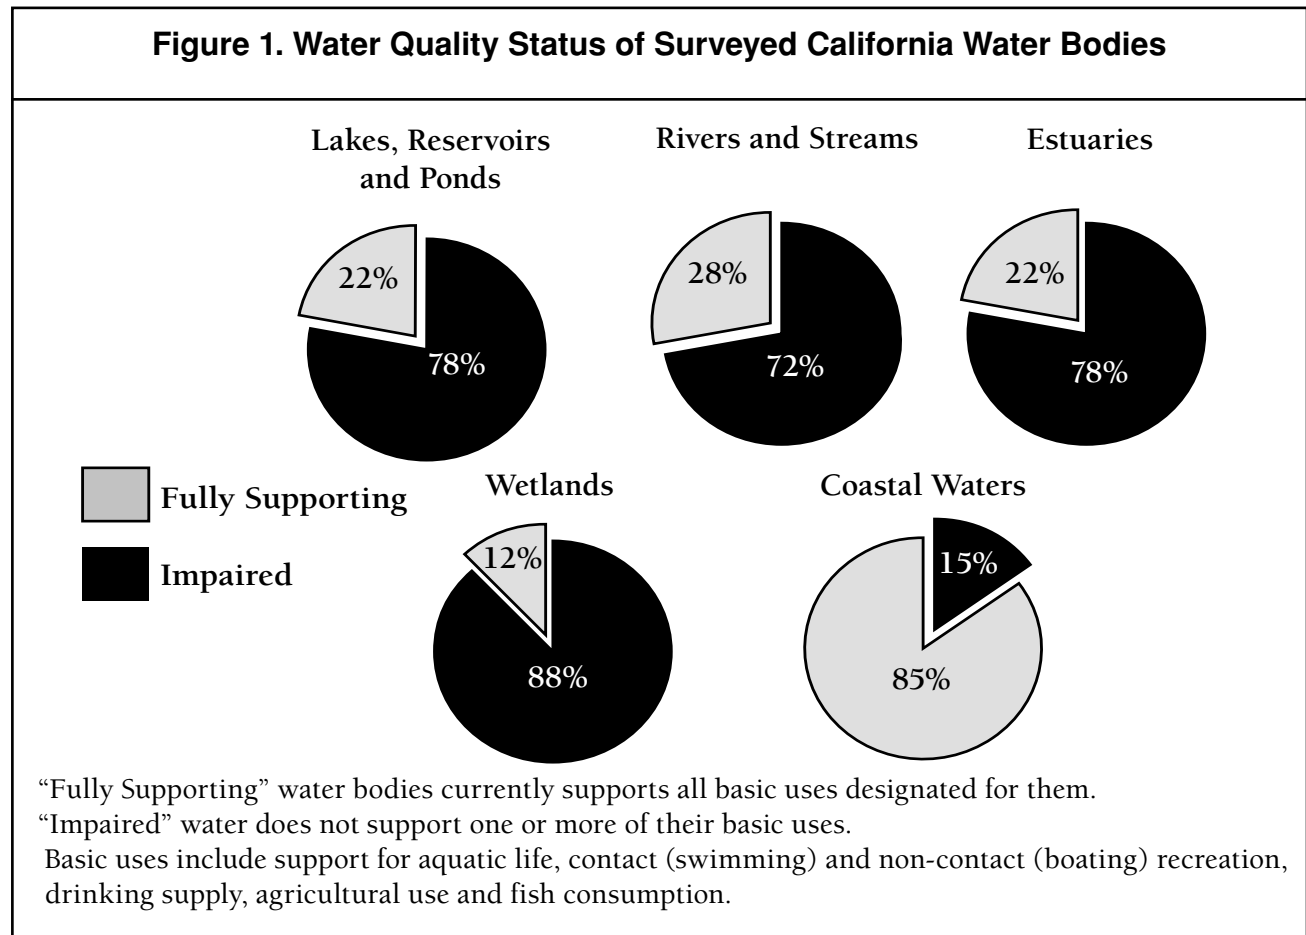 Figure 1. Water Quality Status of Surveyed California Water Bodies
Lakes, Reservoirs
and Ponds
Rivers and Streams
Estuaries
22%
78%
28%
72%
22%
78%
Fully Supporting
Impaired
Wetlands
Coastal Waters
12%
88%
15%
85%
“Fully Supporting” water bodies currently supports all basic uses designated for them.
“Impaired” water does not support one or more of their basic uses.
Basic uses include support for aquatic life, contact (swimming) and non-contact (boating) recreation,
drinking supply, agricultural use and fish consumption.